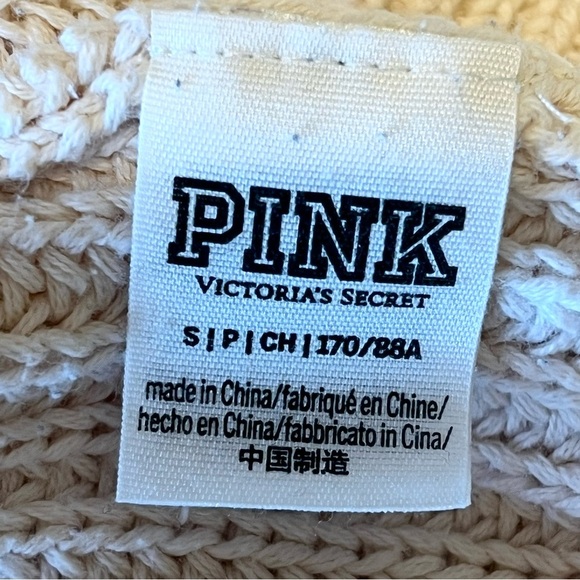 PINK
VICTORIA'S SECRET
S|P|CH|170/88A
made in China/fabriqué en Chine/
hecho en China/fabbricato in Cina/
中国制造